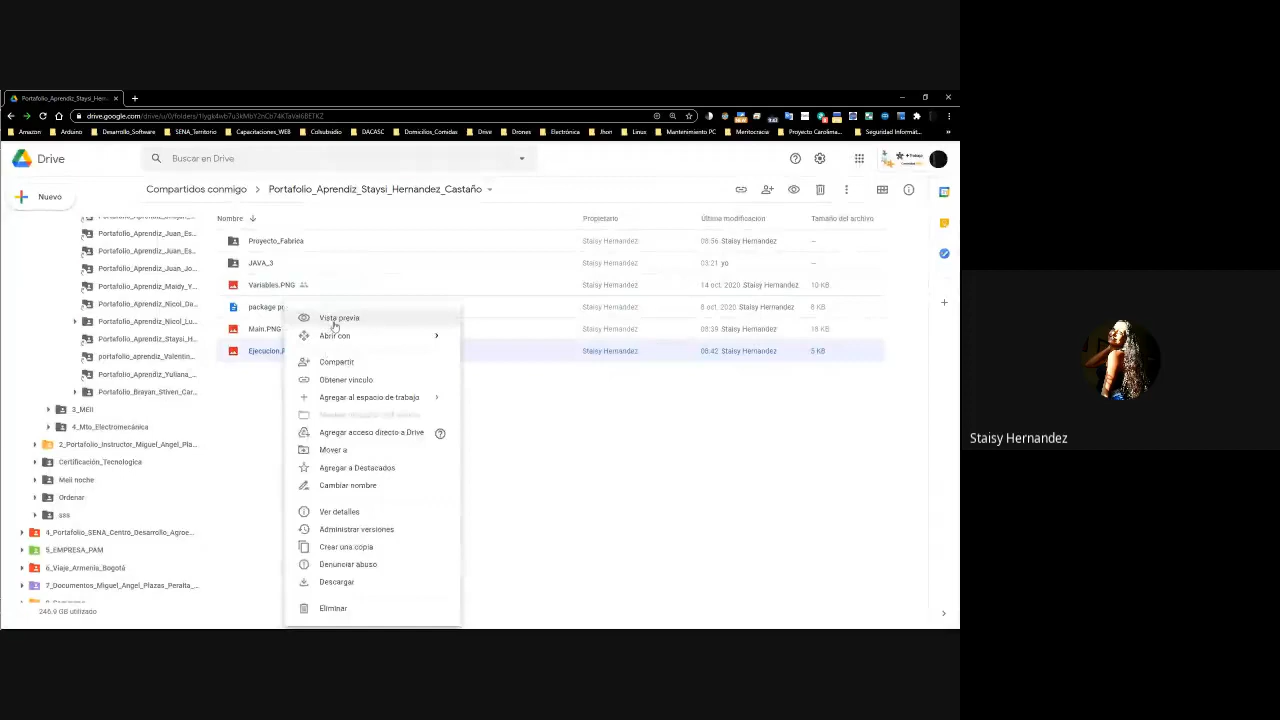 Portafolio_Aprendiz_Staysi_Hern...
drive.google.com/drive/u/0/folders/
Amazon Arduino Desarrollo_Software SENA_Territorio Capacitaciones_WEB Colsubsidio DACASC Domicilios_Comidas Drive Drones Electrónica Jhon Linux Mantenimiento PC Meritocracia Proyecto Carolima... Seguridad Informát...
Drive
Buscar en Drive
Nuevo
Compartidos conmigo > Portafolio_Aprendiz_Staysi_Hernandez_Castaño
Nombre Propietario Última modificación Tamaño del archivo
Proyecto_Fabrica Staisy Hernandez 08:56 Staisy Hernandez —
JAVA_3 Staisy Hernandez 03:21 yo —
Variables.PNG Staisy Hernandez 14 oct. 2020 Staisy Hernandez 10 KB
package Staisy Hernandez 8 oct. 2020 Staisy Hernandez 8 KB
Main.PNG Staisy Hernandez 08:39 Staisy Hernandez 18 KB
Ejecucion. Staisy Hernandez 08:42 Staisy Hernandez 5 KB
Portafolio_Aprendiz_Juan_Es...
Portafolio_Aprendiz_Juan_Es...
Portafolio_Aprendiz_Juan_Jo...
Portafolio_Aprendiz_Maidy_Y...
Portafolio_Aprendiz_Nicol_Da...
Portafolio_Aprendiz_Nicol_Lu...
Portafolio_Aprendiz_Staysi_H...
portafolio_aprendiz_Valentin...
Portafolio_Aprendiz_Yuliana_...
Portafolio_Brayan_Stiven_Car...
3_MEII
4_Mto_Electromecánica
2_Portafolio_Instructor_Miguel_Angel_Pla...
Certificación_Tecnologica
Meii noche
Ordenar
sss
4_Portafolio_SENA_Centro_Desarrollo_Agroe...
5_EMPRESA_PAM
6_Viaje_Armenia_Bogotá
7_Documentos_Miguel_Angel_Plazas_Peralta_...
246.9 GB utilizado
Vista previa
Abrir con
Compartir
Obtener vínculo
Agregar al espacio de trabajo
Agregar acceso directo a Drive
Mover a
Agregar a Destacados
Cambiar nombre
Ver detalles
Administrar versiones
Crear una copia
Denunciar abuso
Descargar
Eliminar
Staisy Hernandez